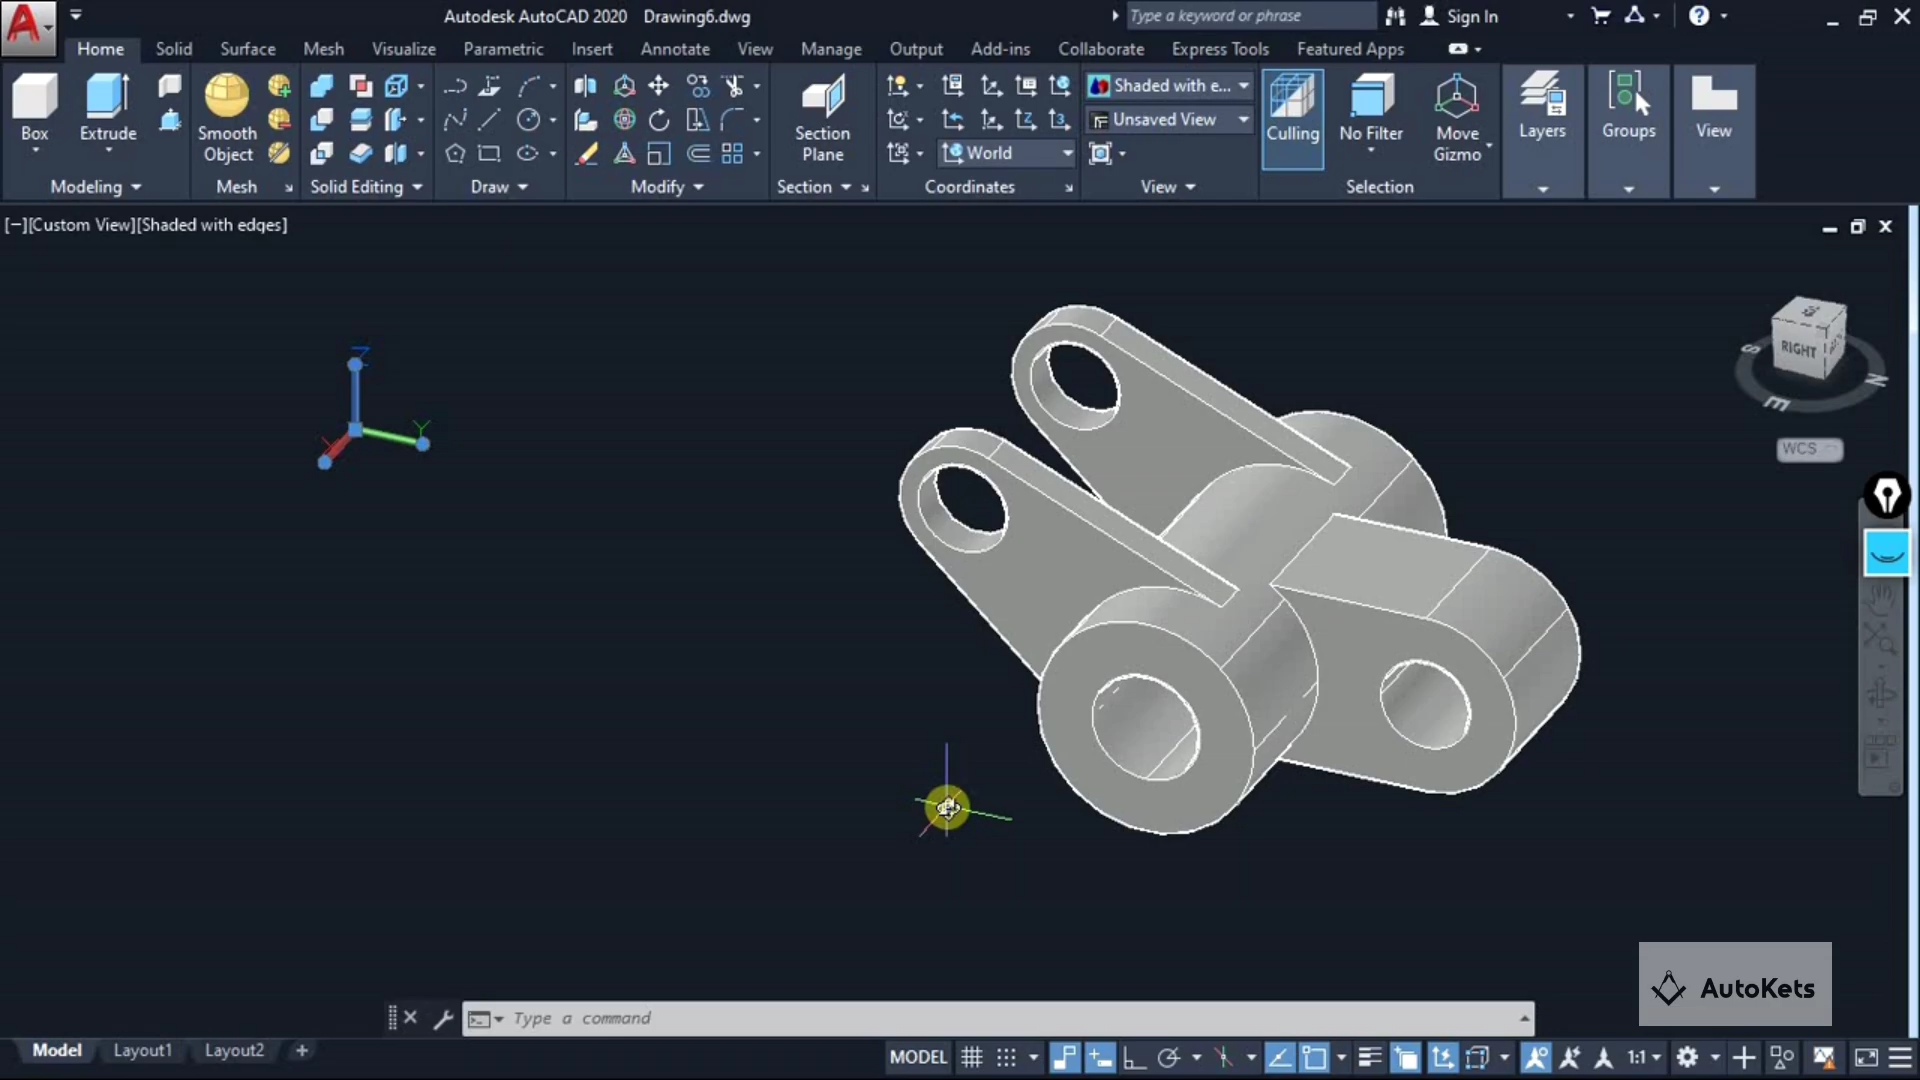 Autodesk AutoCAD 2020 Drawing6.dwg
Type a keyword or phrase
Sign In
Home Solid Surface Mesh Visualize Parametric Insert Annotate View Manage Output Add-ins Collaborate Express Tools Featured Apps
Box
Extrude
Smooth
Object
Section
Plane
World
Shaded with e...
Unsaved View
Culling
No Filter
Move
Gizmo
Layers
Groups
View
Modeling
Mesh
Solid Editing
Draw
Modify
Section
Coordinates
View
Selection
[−][Custom View][Shaded with edges]
Z
Y
X
RIGHT
S
E
N
WCS
AutoKets
Type a command
Model Layout1 Layout2
MODEL
1:1